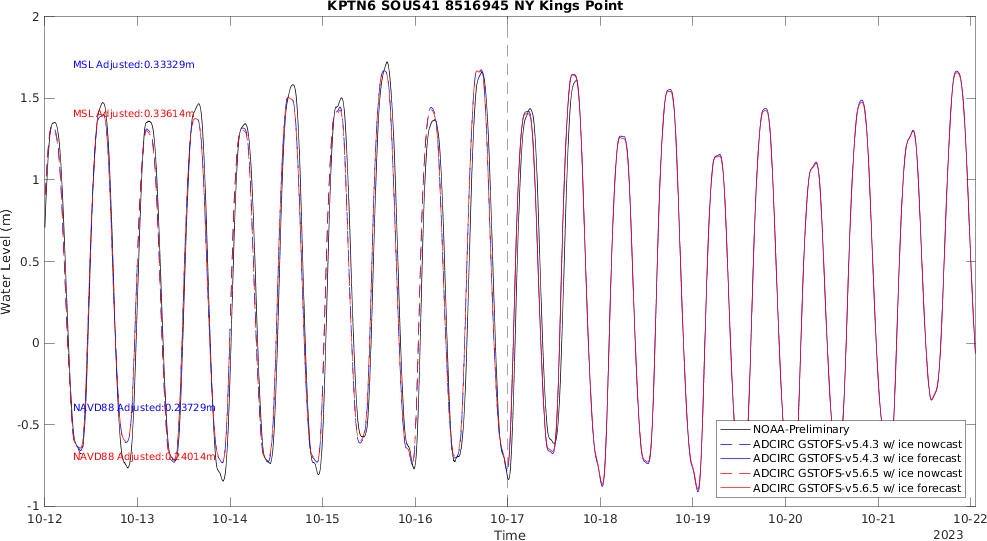 KPTN6 SOUS41 8516945 NY Kings Point
2
1.5
1
0.5
0
-0.5
-1
Water Level (m)
MSL Adjusted:0.33329m
MSL Adjusted:0.33614m
NAVD88 Adjusted:0.23729m
NAVD88 Adjusted:0.24014m
NOAA-Preliminary
ADCIRC GSTOFS-v5.4.3 w/ ice nowcast
ADCIRC GSTOFS-v5.4.3 w/ ice forecast
ADCIRC GSTOFS-v5.6.5 w/ ice nowcast
ADCIRC GSTOFS-v5.6.5 w/ ice forecast
10-12 10-13 10-14 10-15 10-16 10-17 10-18 10-19 10-20 10-21 10-22
Time
2023